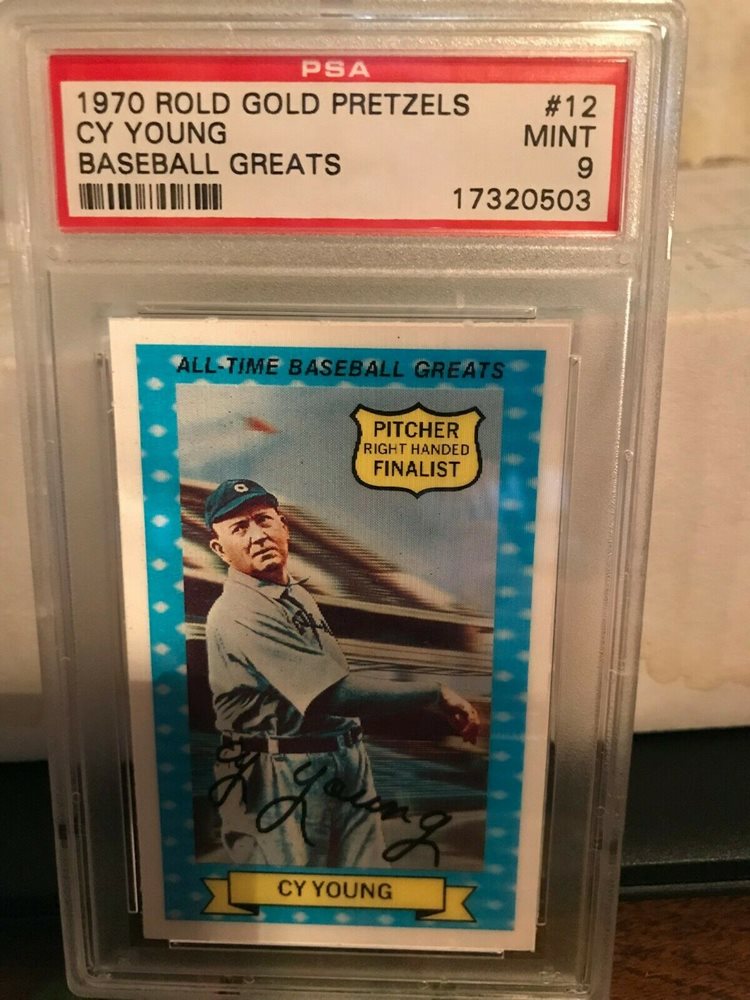 PSA
1970 ROLD GOLD PRETZELS #12
CY YOUNG MINT
BASEBALL GREATS 9
17320503
ALL-TIME BASEBALL GREATS
PITCHER
RIGHT HANDED
FINALIST
C
Cy Young
CY YOUNG